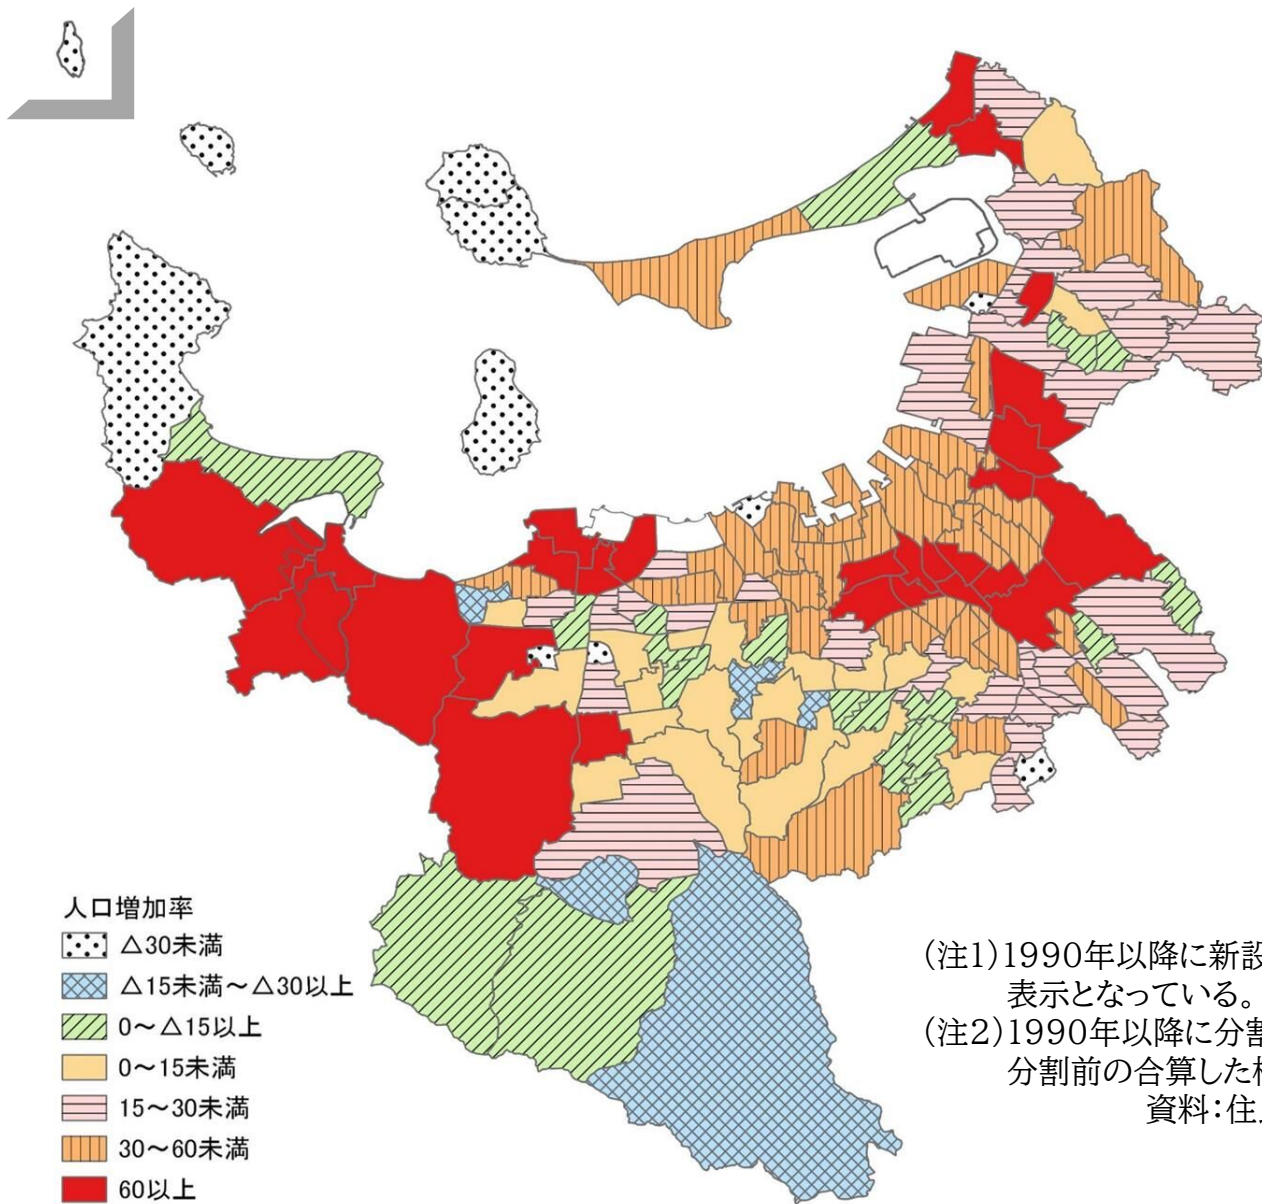 人口増加率
△30未満
△15未満～△30以上
0～△15以上
0～15未満
15～30未満
30～60未満
60以上
(注1)1990年以降に新設
表示となっている。
(注2)1990年以降に分割
分割前の合算した
資料:住